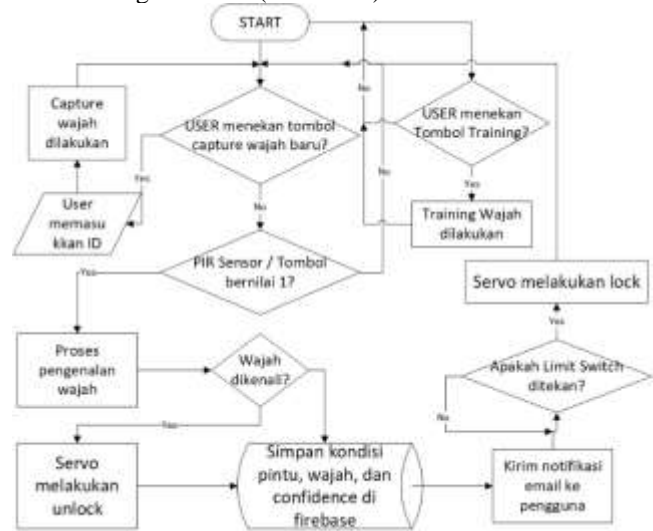 START
Capture
wajah
dilakukan
No
USER menekan tombol
capture wajah baru?
USER menekan
Tombol Training?
Yes
No
Yes
User
memasu
kkan ID
No
Training Wajah
dilakukan
PIR Sensor / Tombol
bernilai 1?
Servo melakukan lock
Yes
Yes
Proses
pengenalan
wajah
Wajah
dikenali?
Apakah Limit Switch
ditekan?
Yes
No
Servo
melakukan
unlock
Simpan kondisi
pintu, wajah, dan
confidence di
firebase
Kirim notifikasi
email ke
pengguna